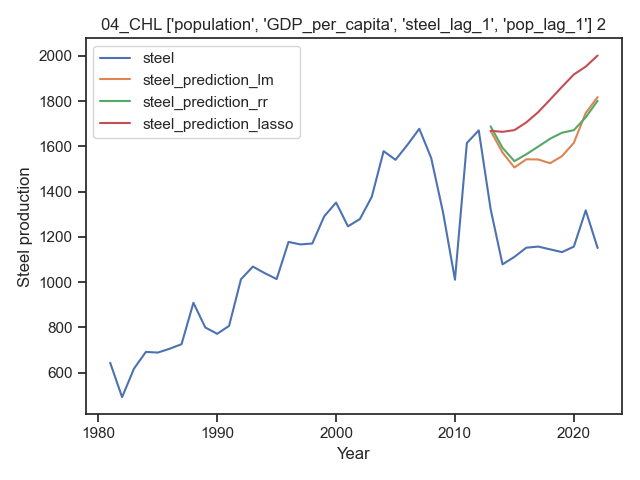 04_CHL ['population', 'GDP_per_capita', 'steel_lag_1', 'pop_lag_1'] 2
steel
steel_prediction_lm
steel_prediction_rr
steel_prediction_lasso
Steel production
2000
1800
1600
1400
1200
1000
800
600
1980
1990
2000
2010
2020
Year